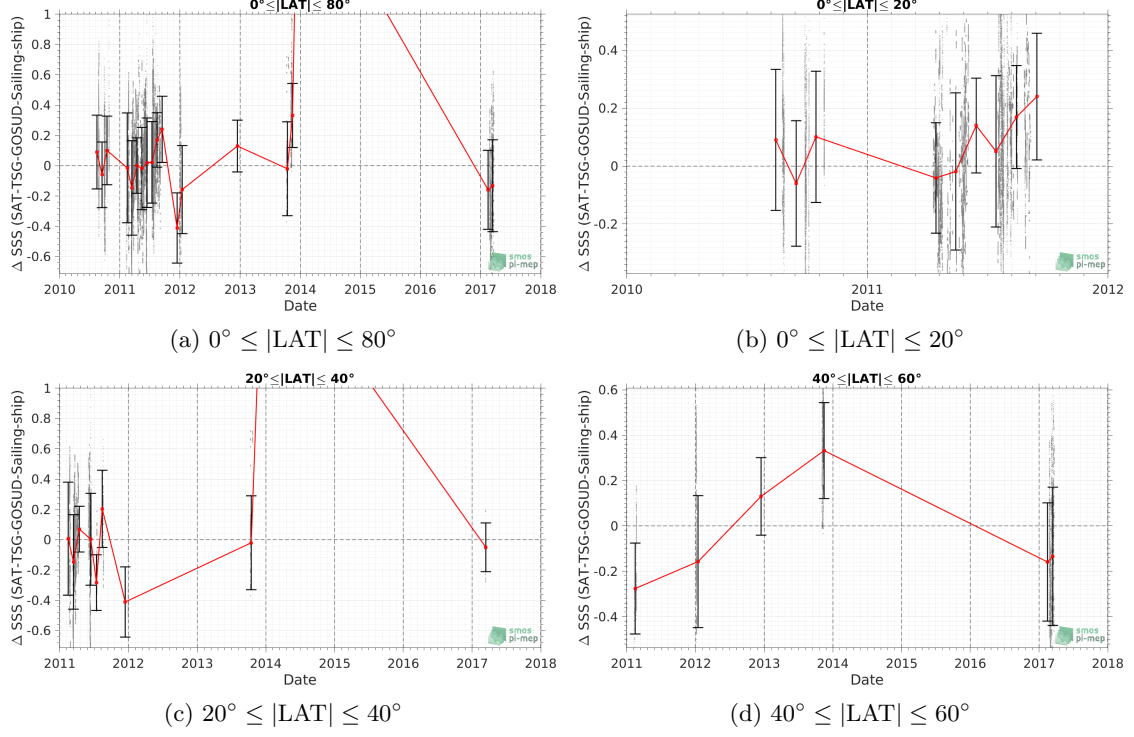 0°≤|LAT|≤ 80°
Δ SSS (SAT-TSG-GOSUD-Sailing-ship)
1
0.8
0.6
0.4
0.2
0
-0.2
-0.4
-0.6
2010 2011 2012 2013 2014 2015 2016 2017 2018
Date
smos
pi-mep
(a) 0° ≤ |LAT| ≤ 80°
0°≤|LAT|≤ 20°
Δ SSS (SAT-TSG-GOSUD-Sailing-ship)
0.4
0.2
0
-0.2
2010 2011 2012
Date
smos
pi-mep
(b) 0° ≤ |LAT| ≤ 20°
20°≤|LAT|≤ 40°
Δ SSS (SAT-TSG-GOSUD-Sailing-ship)
1
0.8
0.6
0.4
0.2
0
-0.2
-0.4
-0.6
2011 2012 2013 2014 2015 2016 2017 2018
Date
smos
pi-mep
(c) 20° ≤ |LAT| ≤ 40°
40°≤|LAT|≤ 60°
Δ SSS (SAT-TSG-GOSUD-Sailing-ship)
0.6
0.4
0.2
0
-0.2
-0.4
2011 2012 2013 2014 2015 2016 2017 2018
Date
smos
pi-mep
(d) 40° ≤ |LAT| ≤ 60°